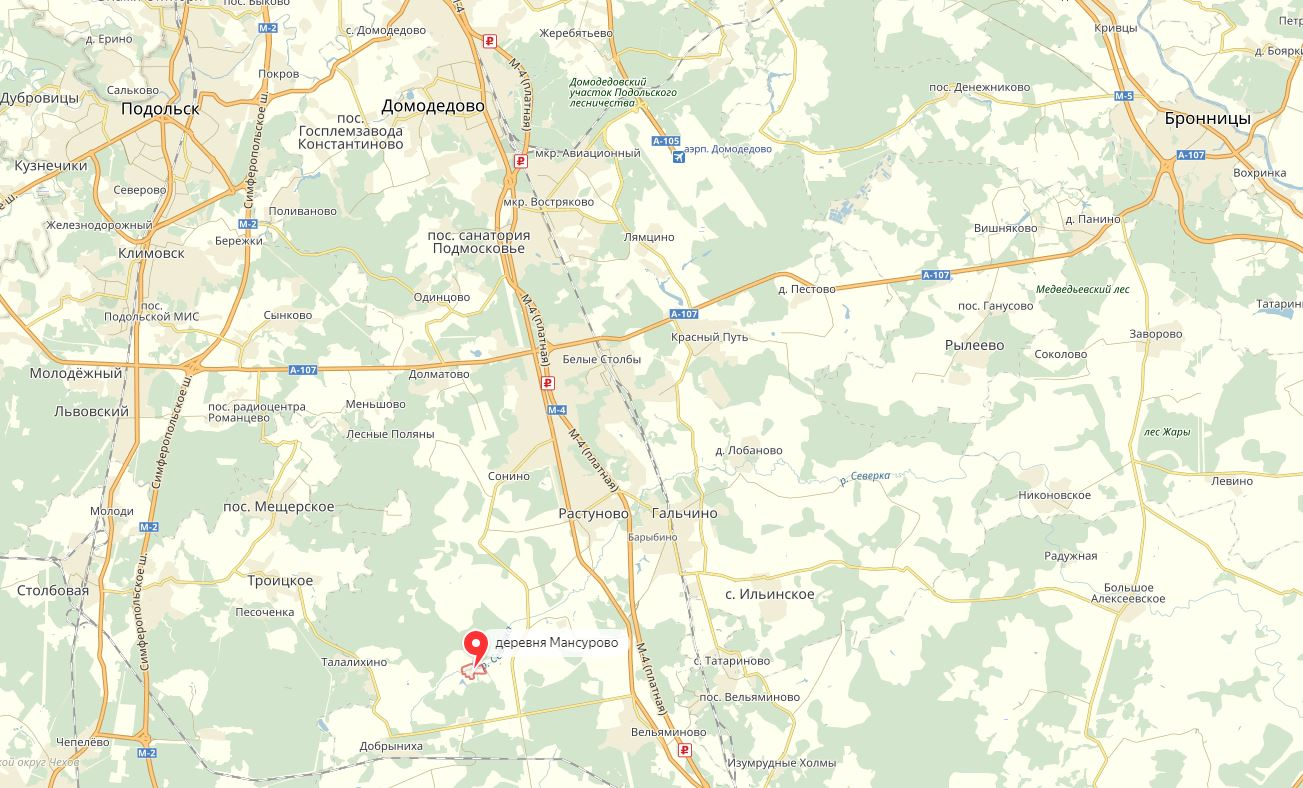 пос. Быково
М-2
д. Ерино
с. Домодедово
₽
Жеребятьево
Кривцы
д. Боярки
Покров
М-4 (платная)
Сальково
Дубровицы
Подольск
Домодедово
Домодедовский
участок Подольского
лесничества
пос. Денежниково
М-5
Бронницы
пос.
Госплемзавода
Константиново
Симферопольское ш.
А-105
аэрп. Домодедово
мкр. Авиационный
₽
А-107
Кузнечики
Вохринка
Северово
мкр. Востряково
Поливаново
Железнодорожный
М-2
Бережки
пос. санатория
Подмосковье
Лямцино
д. Панино
Вишняково
Климовск
А-107
д. Пестово
Медведьевский лес
Одинцово
М-4 (платная)
пос.
Подольской МИС
Сынково
А-107
пос. Ганусово
Красный Путь
Заворово
Рылеево
Соколово
Белые Столбы
А-107
Молодёжный
Долматово
₽
Симферопольское ш.
Львовский
пос. радиоцентра
Романцево
Меньшово
М-4
Лесные Поляны
М-4 (платная)
лес Жары
д. Лобаново
Сонино
р. Северка
Левино
Никоновское
пос. Мещерское
Молоди
Растуново
Гальчино
М-2
Барыбино
Радужная
Симферопольское ш.
Столбовая
Троицкое
с. Ильинское
Большое
Алексеевское
Песоченка
деревня Мансурово
М-4 (платная)
Талалихино
с. Татариново
пос. Вельяминово
Чепелёво
М-2
Добрыниха
Вельяминово
₽
Изумрудные Холмы